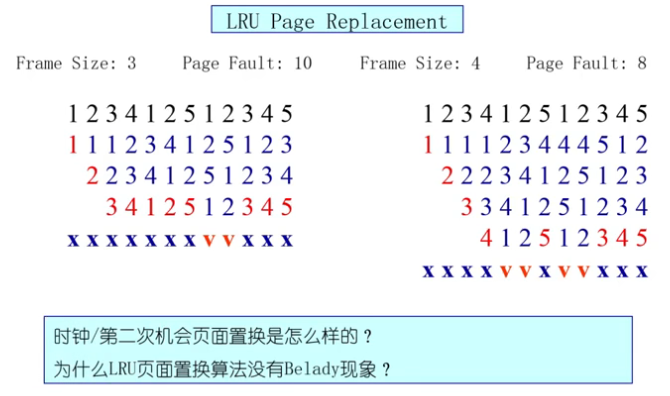 LRU Page Replacement
Frame Size: 3 Page Fault: 10 Frame Size: 4 Page Fault: 8
1 2 3 4 1 2 5 1 2 3 4 5
1 1 1 2 3 4 1 2 5 1 2 3
2 2 3 4 1 2 5 1 2 3 4
3 4 1 2 5 1 2 3 4 5
x x x x x x x v v x x x
1 2 3 4 1 2 5 1 2 3 4 5
1 1 1 1 2 3 4 4 4 5 1 2
2 2 2 3 4 1 2 5 1 2 3
3 3 4 1 2 5 1 2 3 4
4 1 2 5 1 2 3 4 5
x x x x v v x v v x x x
时钟/第二次机会页面置换是怎么样的？
为什么LRU页面置换算法没有Belady现象？